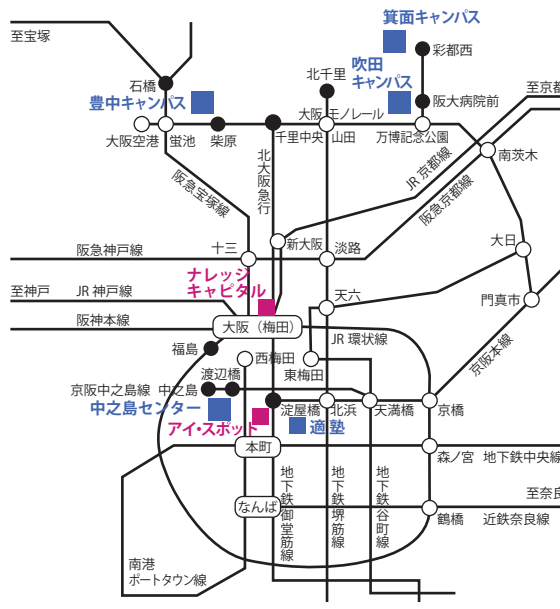 箕面キャンパス
至宝塚
彩都西
吹田
キャンパス
石橋
北千里
至京都
豊中キャンパス
阪大病院前
大阪 モノレール
大阪空港
蛍池
柴原
千里中央
山田
万博記念公園
南茨木
北大阪急行
JR 京都線
阪急宝塚線
阪急京都線
大日
十三
新大阪
淡路
阪急神戸線
ナレッジ
キャピタル
至神戸
JR 神戸線
天六
門真市
阪神本線
大阪（梅田）
JR 環状線
福島
西梅田
東梅田
京阪本線
渡辺橋
京阪中之島線
中之島
中之島センター
淀屋橋
北浜
天満橋
京橋
アイ・スポット
適塾
本町
森ノ宮
地下鉄中央線
地下鉄御堂筋線
地下鉄堺筋線
地下鉄谷町線
至奈良
なんば
鶴橋
近鉄奈良線
南港
ポートタウン線